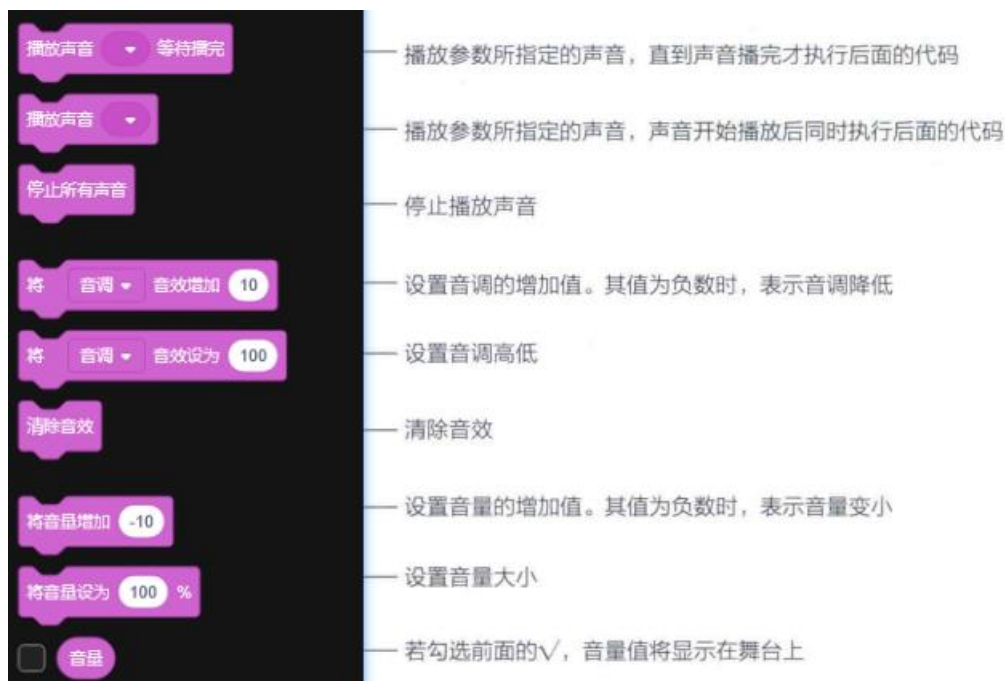 播放声音 等待播完
播放参数所指定的声音，直到声音播完才执行后面的代码
播放声音
播放参数所指定的声音，声音开始播放后同时执行后面的代码
停止所有声音
停止播放声音
将 音调 音效增加 10
设置音调的增加值。其值为负数时，表示音调降低
将 音调 音效设为 100
设置音调高低
清除音效
清除音效
将音量增加 -10
设置音量的增加值。其值为负数时，表示音量变小
将音量设为 100 %
设置音量大小
音量
若勾选前面的√，音量值将显示在舞台上